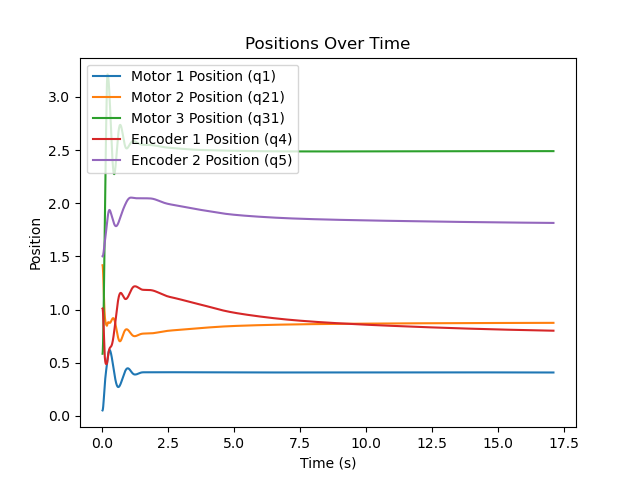 Positions Over Time
Motor 1 Position (q1)
Motor 2 Position (q21)
Motor 3 Position (q31)
Encoder 1 Position (q4)
Encoder 2 Position (q5)
Position
3.0
2.5
2.0
1.5
1.0
0.5
0.0
0.0 2.5 5.0 7.5 10.0 12.5 15.0 17.5
Time (s)